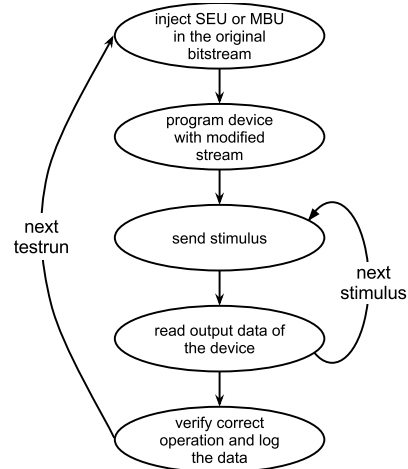 inject SEU or MBU
in the original
bitstream
program device
with modified
stream
send stimulus
next
testrun
next
stimulus
read output data of
the device
verify correct
operation and log
the data